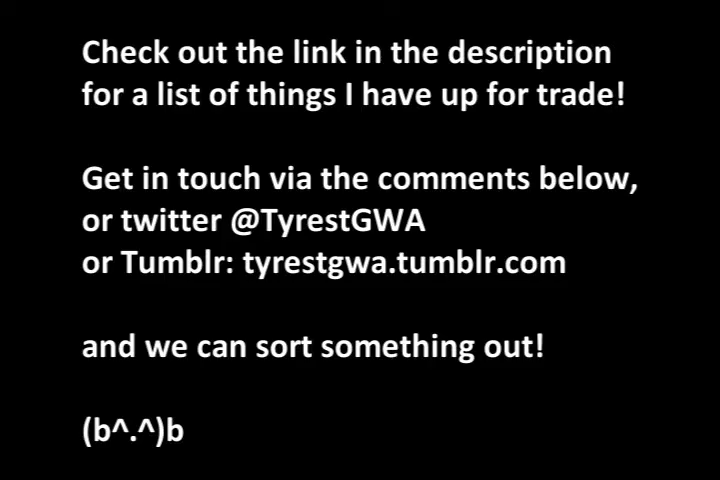 Check out the link in the description
for a list of things I have up for trade!
Get in touch via the comments below,
or twitter @TyrestGWA
or Tumblr: tyrestgwa.tumblr.com
and we can sort something out!
(b^.^)b